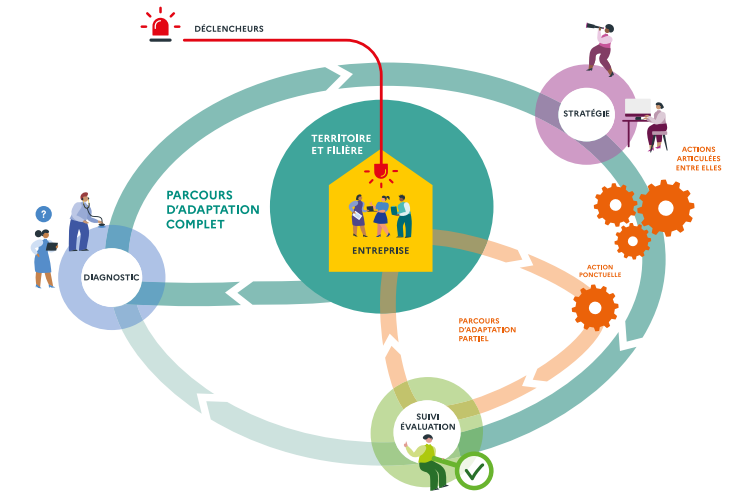 DÉCLENCHEURS
STRATÉGIE
TERRITOIRE
ET FILIÈRE
ACTIONS
ARTICULÉES
ENTRE ELLES
PARCOURS
D'ADAPTATION
COMPLET
?
ENTREPRISE
DIAGNOSTIC
ACTION
PONCTUELLE
PARCOURS
D'ADAPTATION
PARTIEL
SUIVI
ÉVALUATION